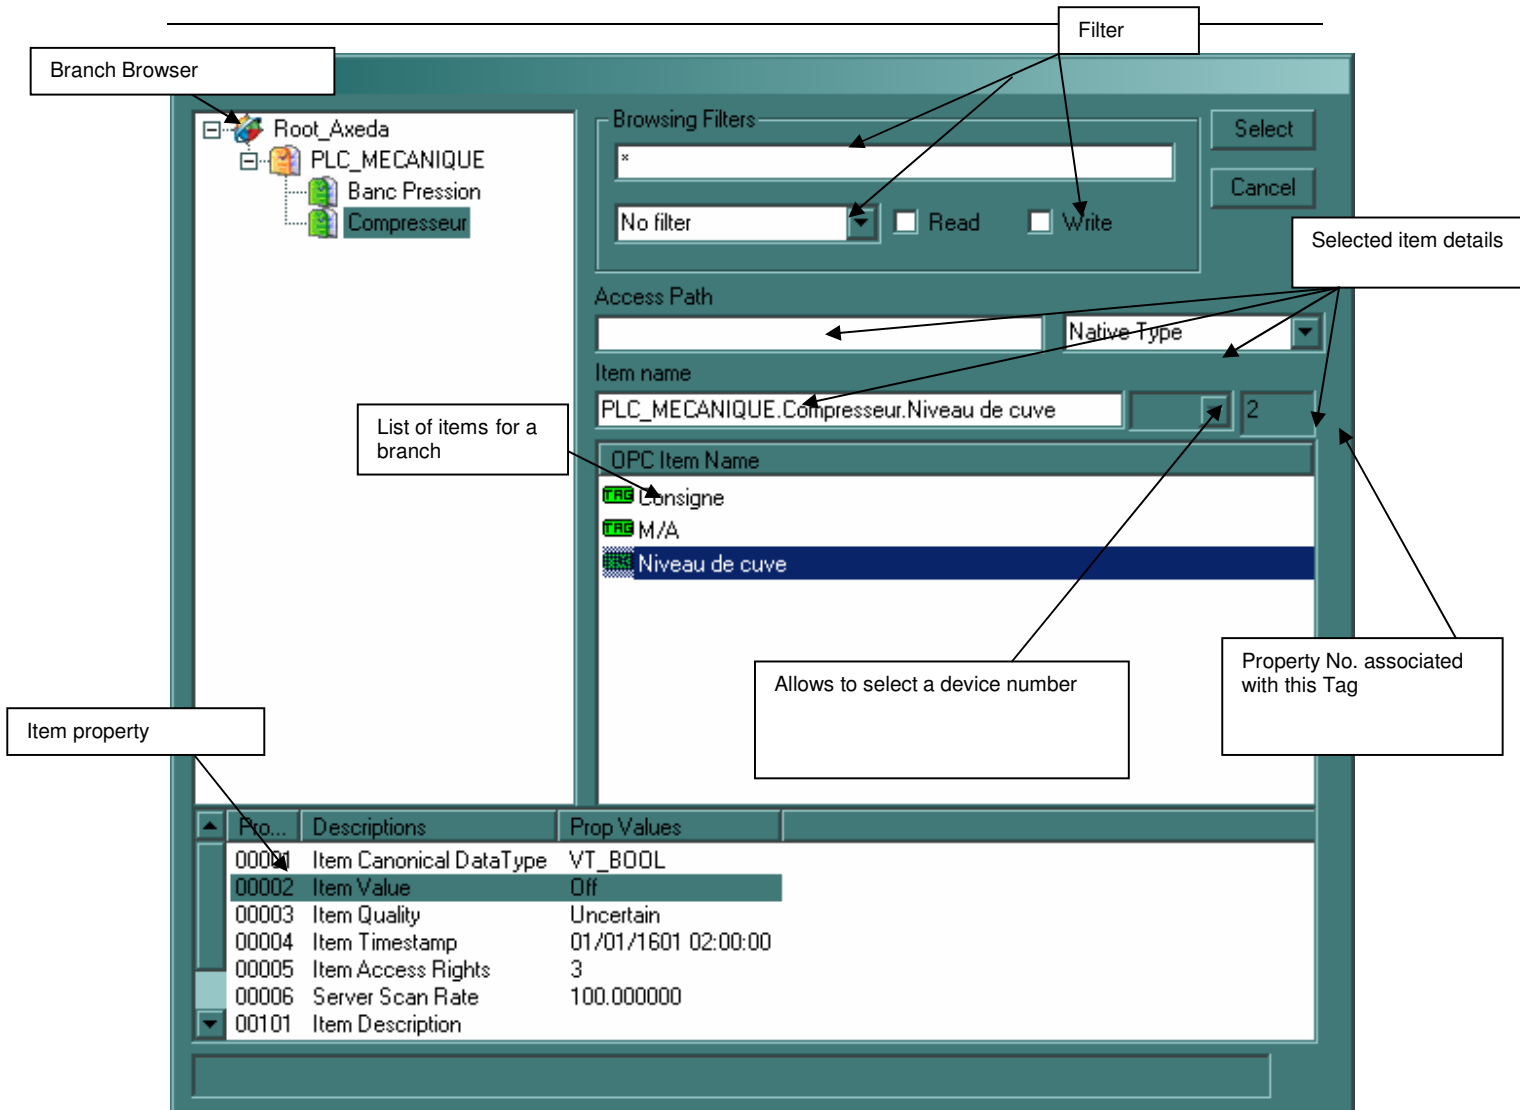 Filter
Branch Browser
Root_Axeda
PLC_MECANIQUE
Banc Pression
Compresseur
Browsing Filters
*
No filter
Read
Write
Select
Cancel
Selected item details
Access Path
Native Type
Item name
PLC_MECANIQUE.Compresseur.Niveau de cuve
2
List of items for a
branch
OPC Item Name
TAG Consigne
TAG M/A
Niveau de cuve
Allows to select a device number
Property No. associated
with this Tag
Item property
Pro... Descriptions Prop Values
00001 Item Canonical DataType VT_BOOL
00002 Item Value Off
00003 Item Quality Uncertain
00004 Item Timestamp 01/01/1601 02:00:00
00005 Item Access Rights 3
00006 Server Scan Rate 100.000000
00101 Item Description